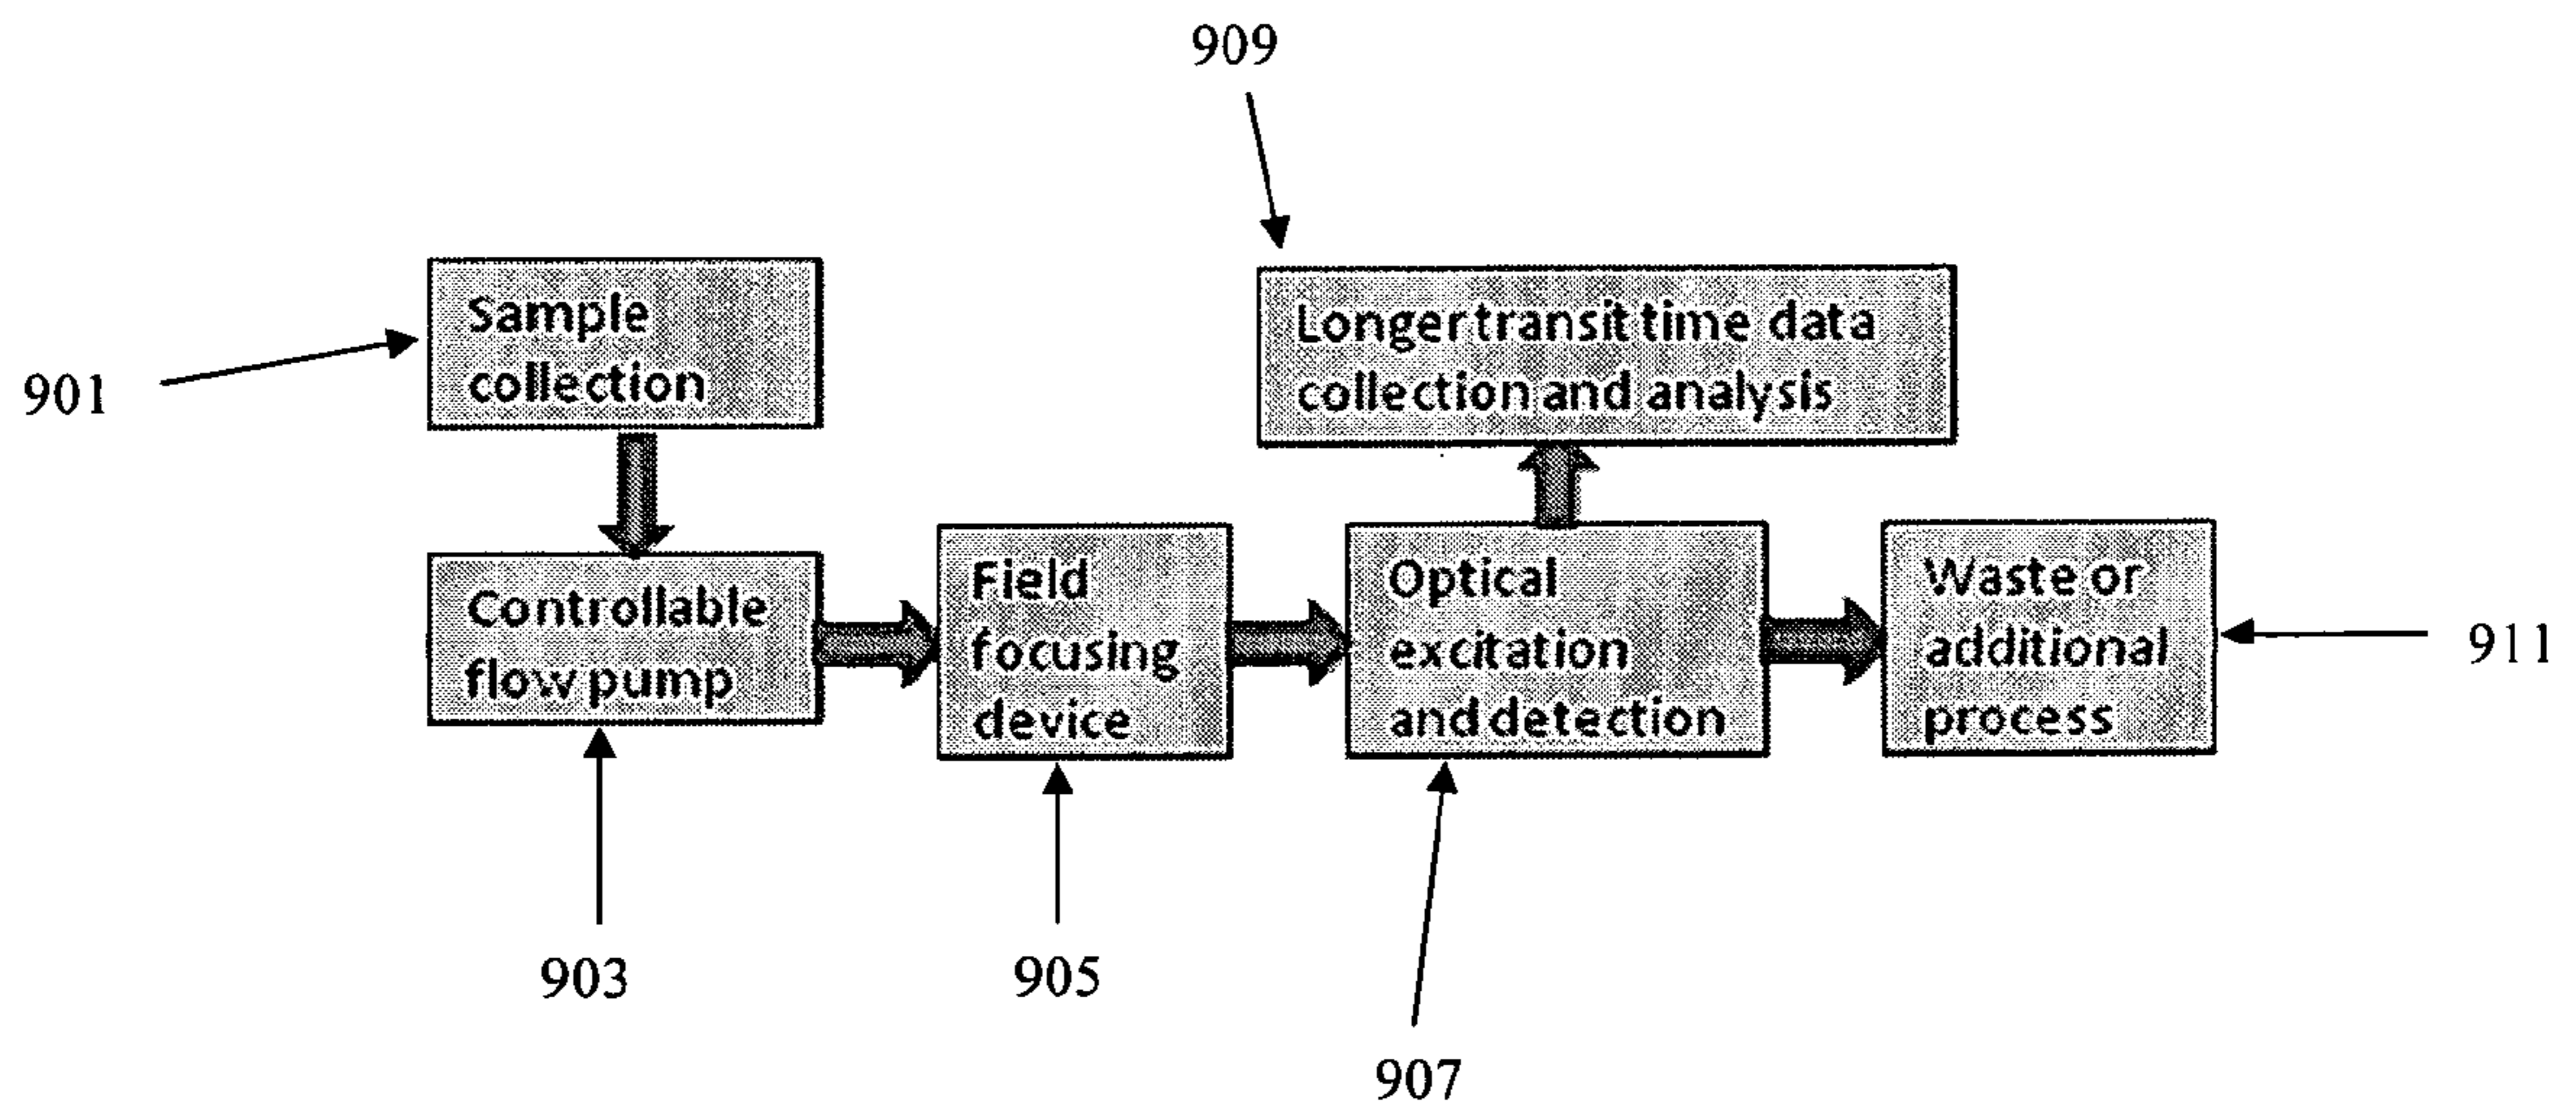 909
Sample
collection
901
Longer transit time data
collection and analysis
Controllable
flow pump
Field
focusing
device
Optical
excitation
and detection
Waste or
additional
process
911
903
905
907